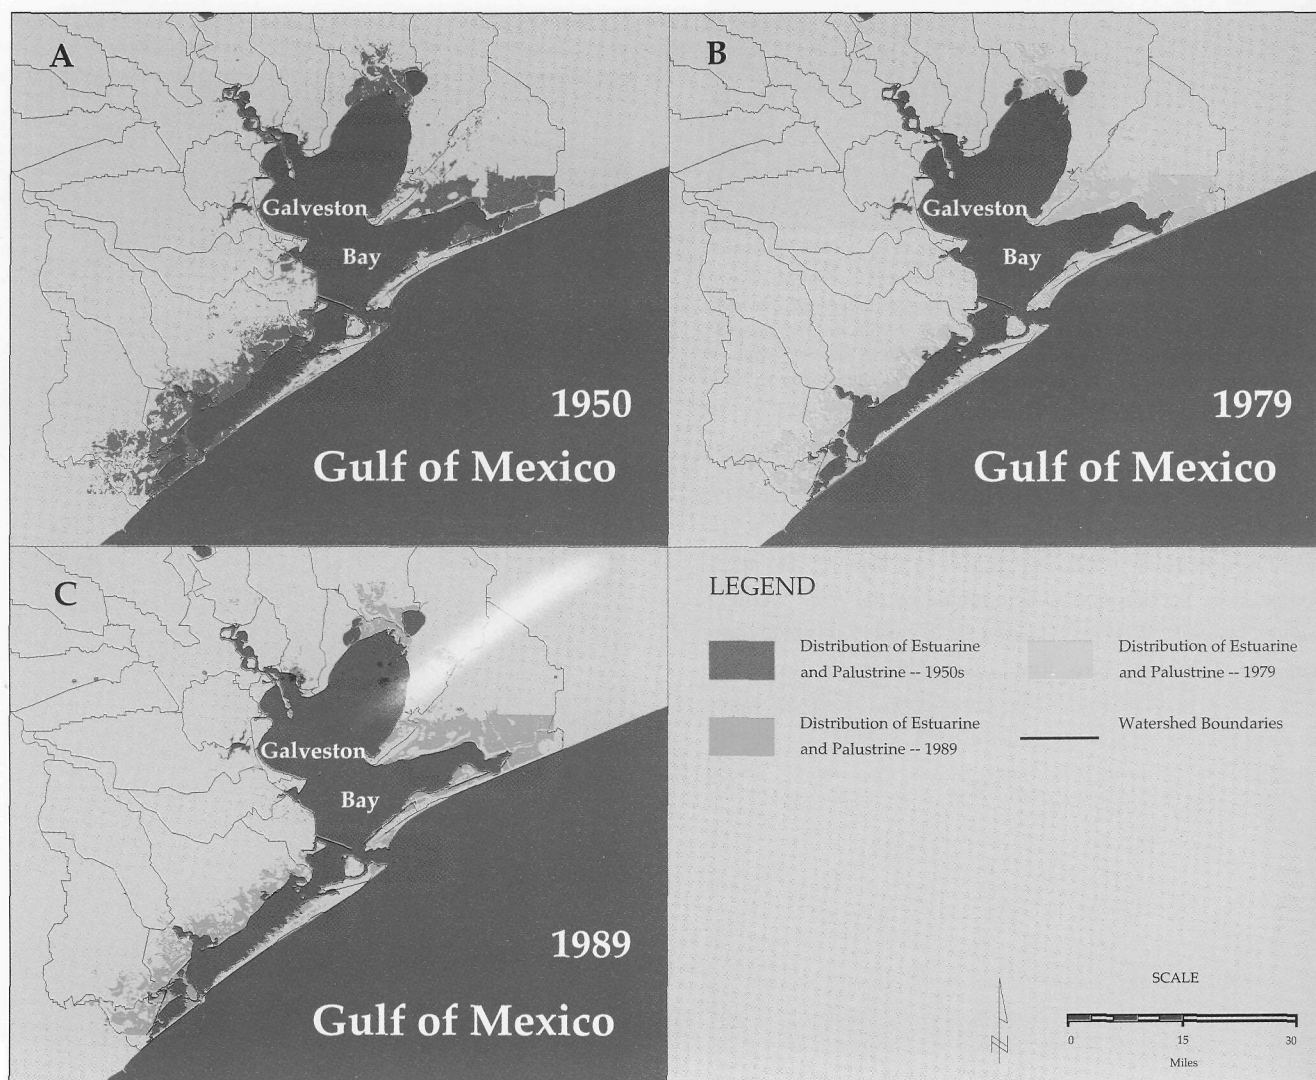 A
Galveston
Bay
1950
Gulf of Mexico
B
Galveston
Bay
1979
Gulf of Mexico
C
Galveston
Bay
1989
Gulf of Mexico
LEGEND
Distribution of Estuarine
and Palustrine -- 1950s
Distribution of Estuarine
and Palustrine -- 1979
Distribution of Estuarine
and Palustrine -- 1989
Watershed Boundaries
N
SCALE
0 15 30
Miles